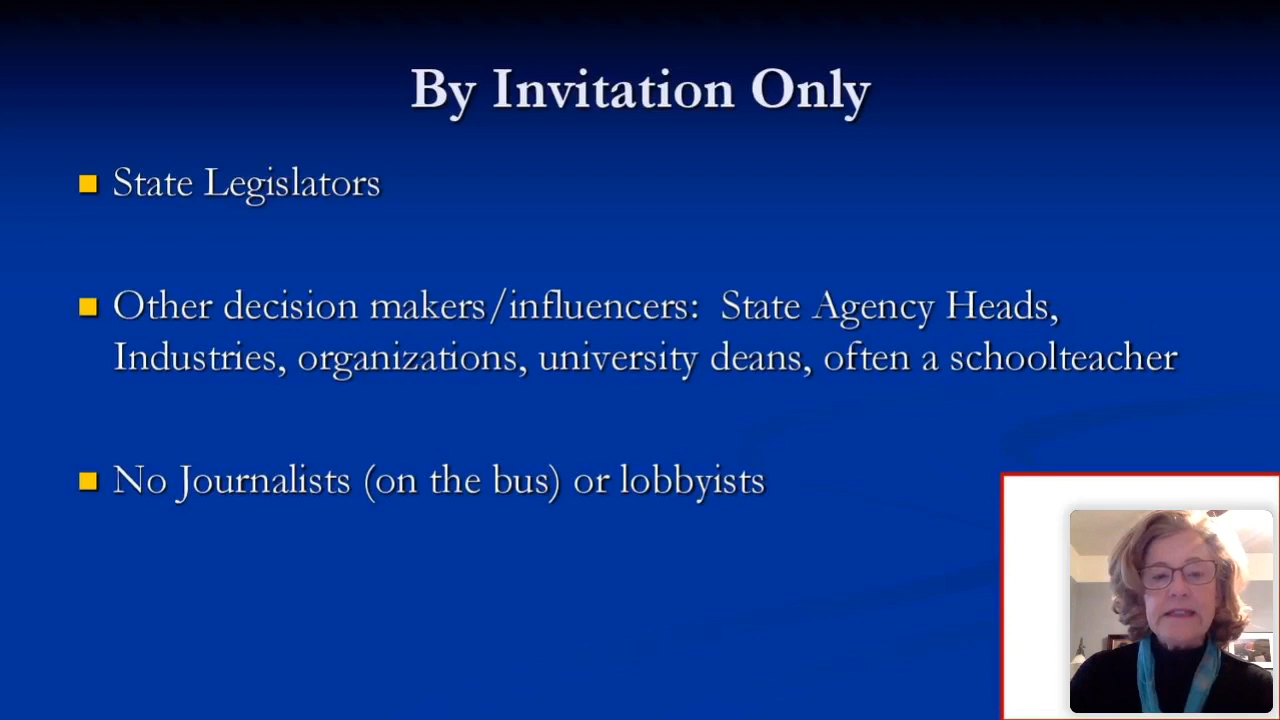 By Invitation Only
State Legislators
Other decision makers/influencers: State Agency Heads,
Industries, organizations, university deans, often a schoolteacher
No Journalists (on the bus) or lobbyists